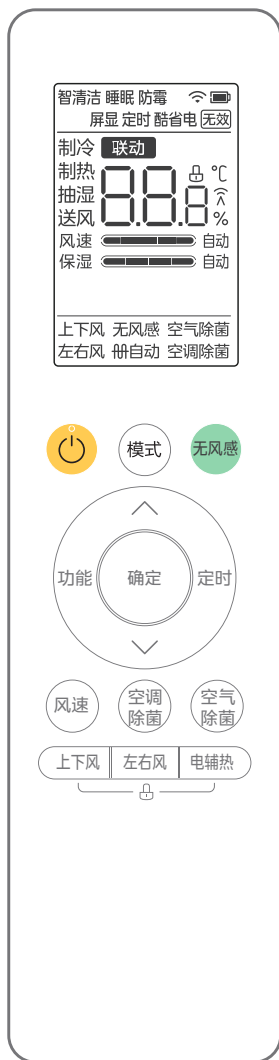 智清洁 睡眠 防霉
屏显 定时 酷省电 无效
制冷 联动
制热 ℃
抽湿 88.8
送风 %
风速 自动
保湿 自动
上下风 无风感 空气除菌
左右风 冊自动 空调除菌
模式 无风感
功能 确定 定时
风速 空调 空气
除菌 除菌
上下风 左右风 电辅热